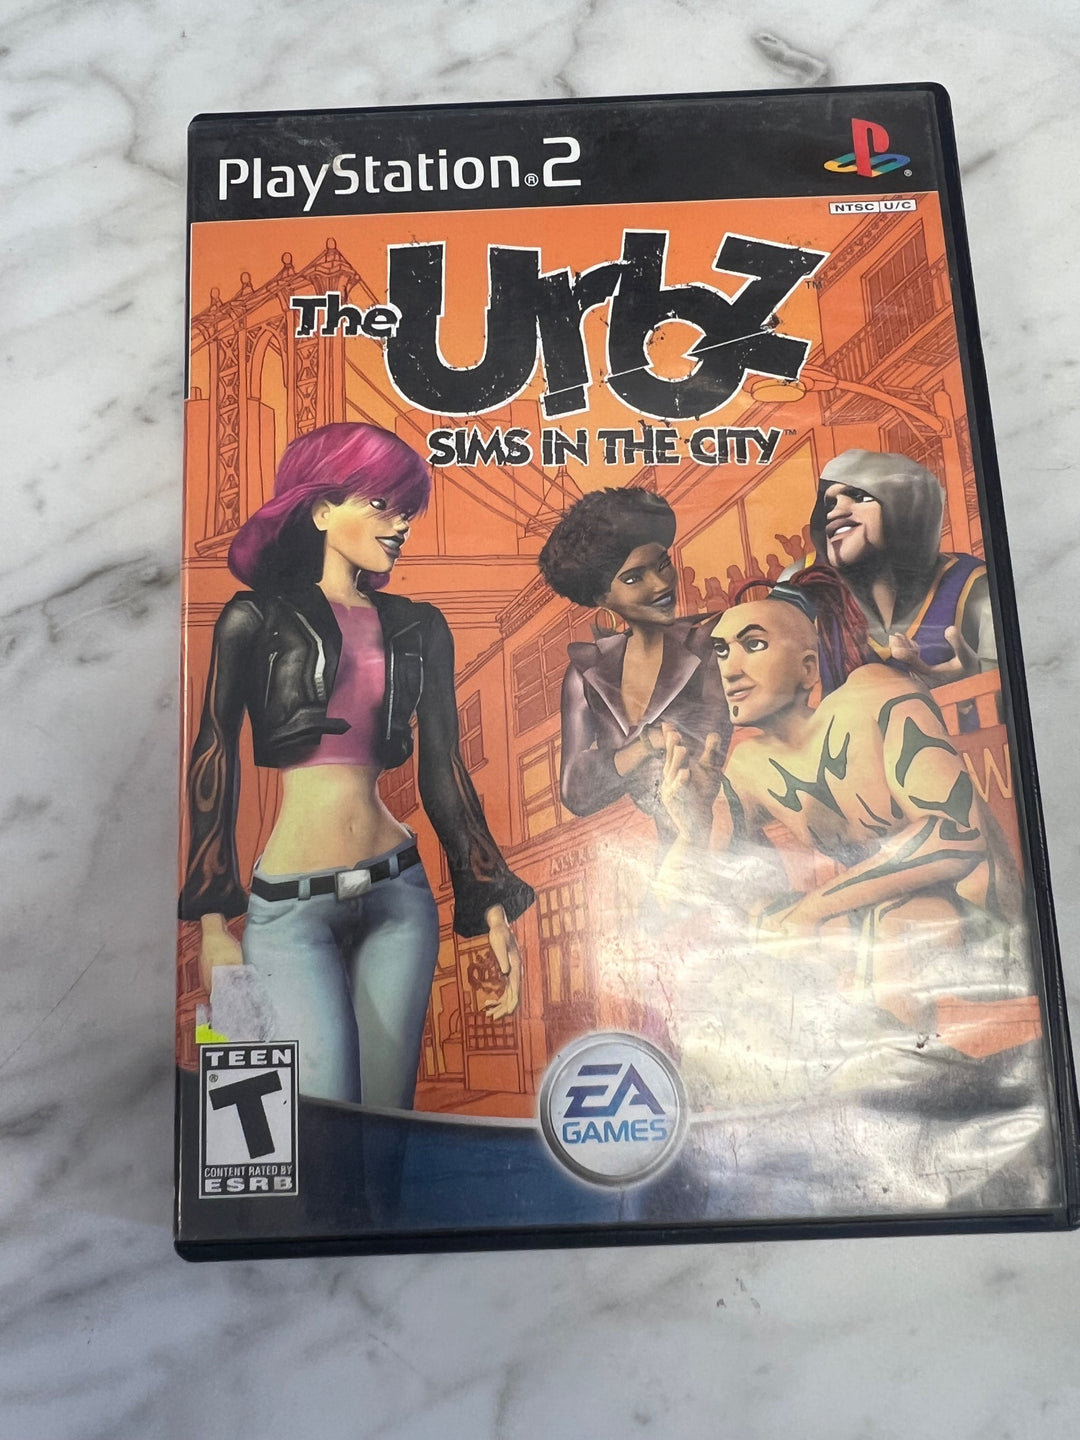 PlayStation®2
NTSC U/C
The Urbz™
SIMS IN THE CITY™
TEEN
T
CONTENT RATED BY
ESRB
EA
GAMES